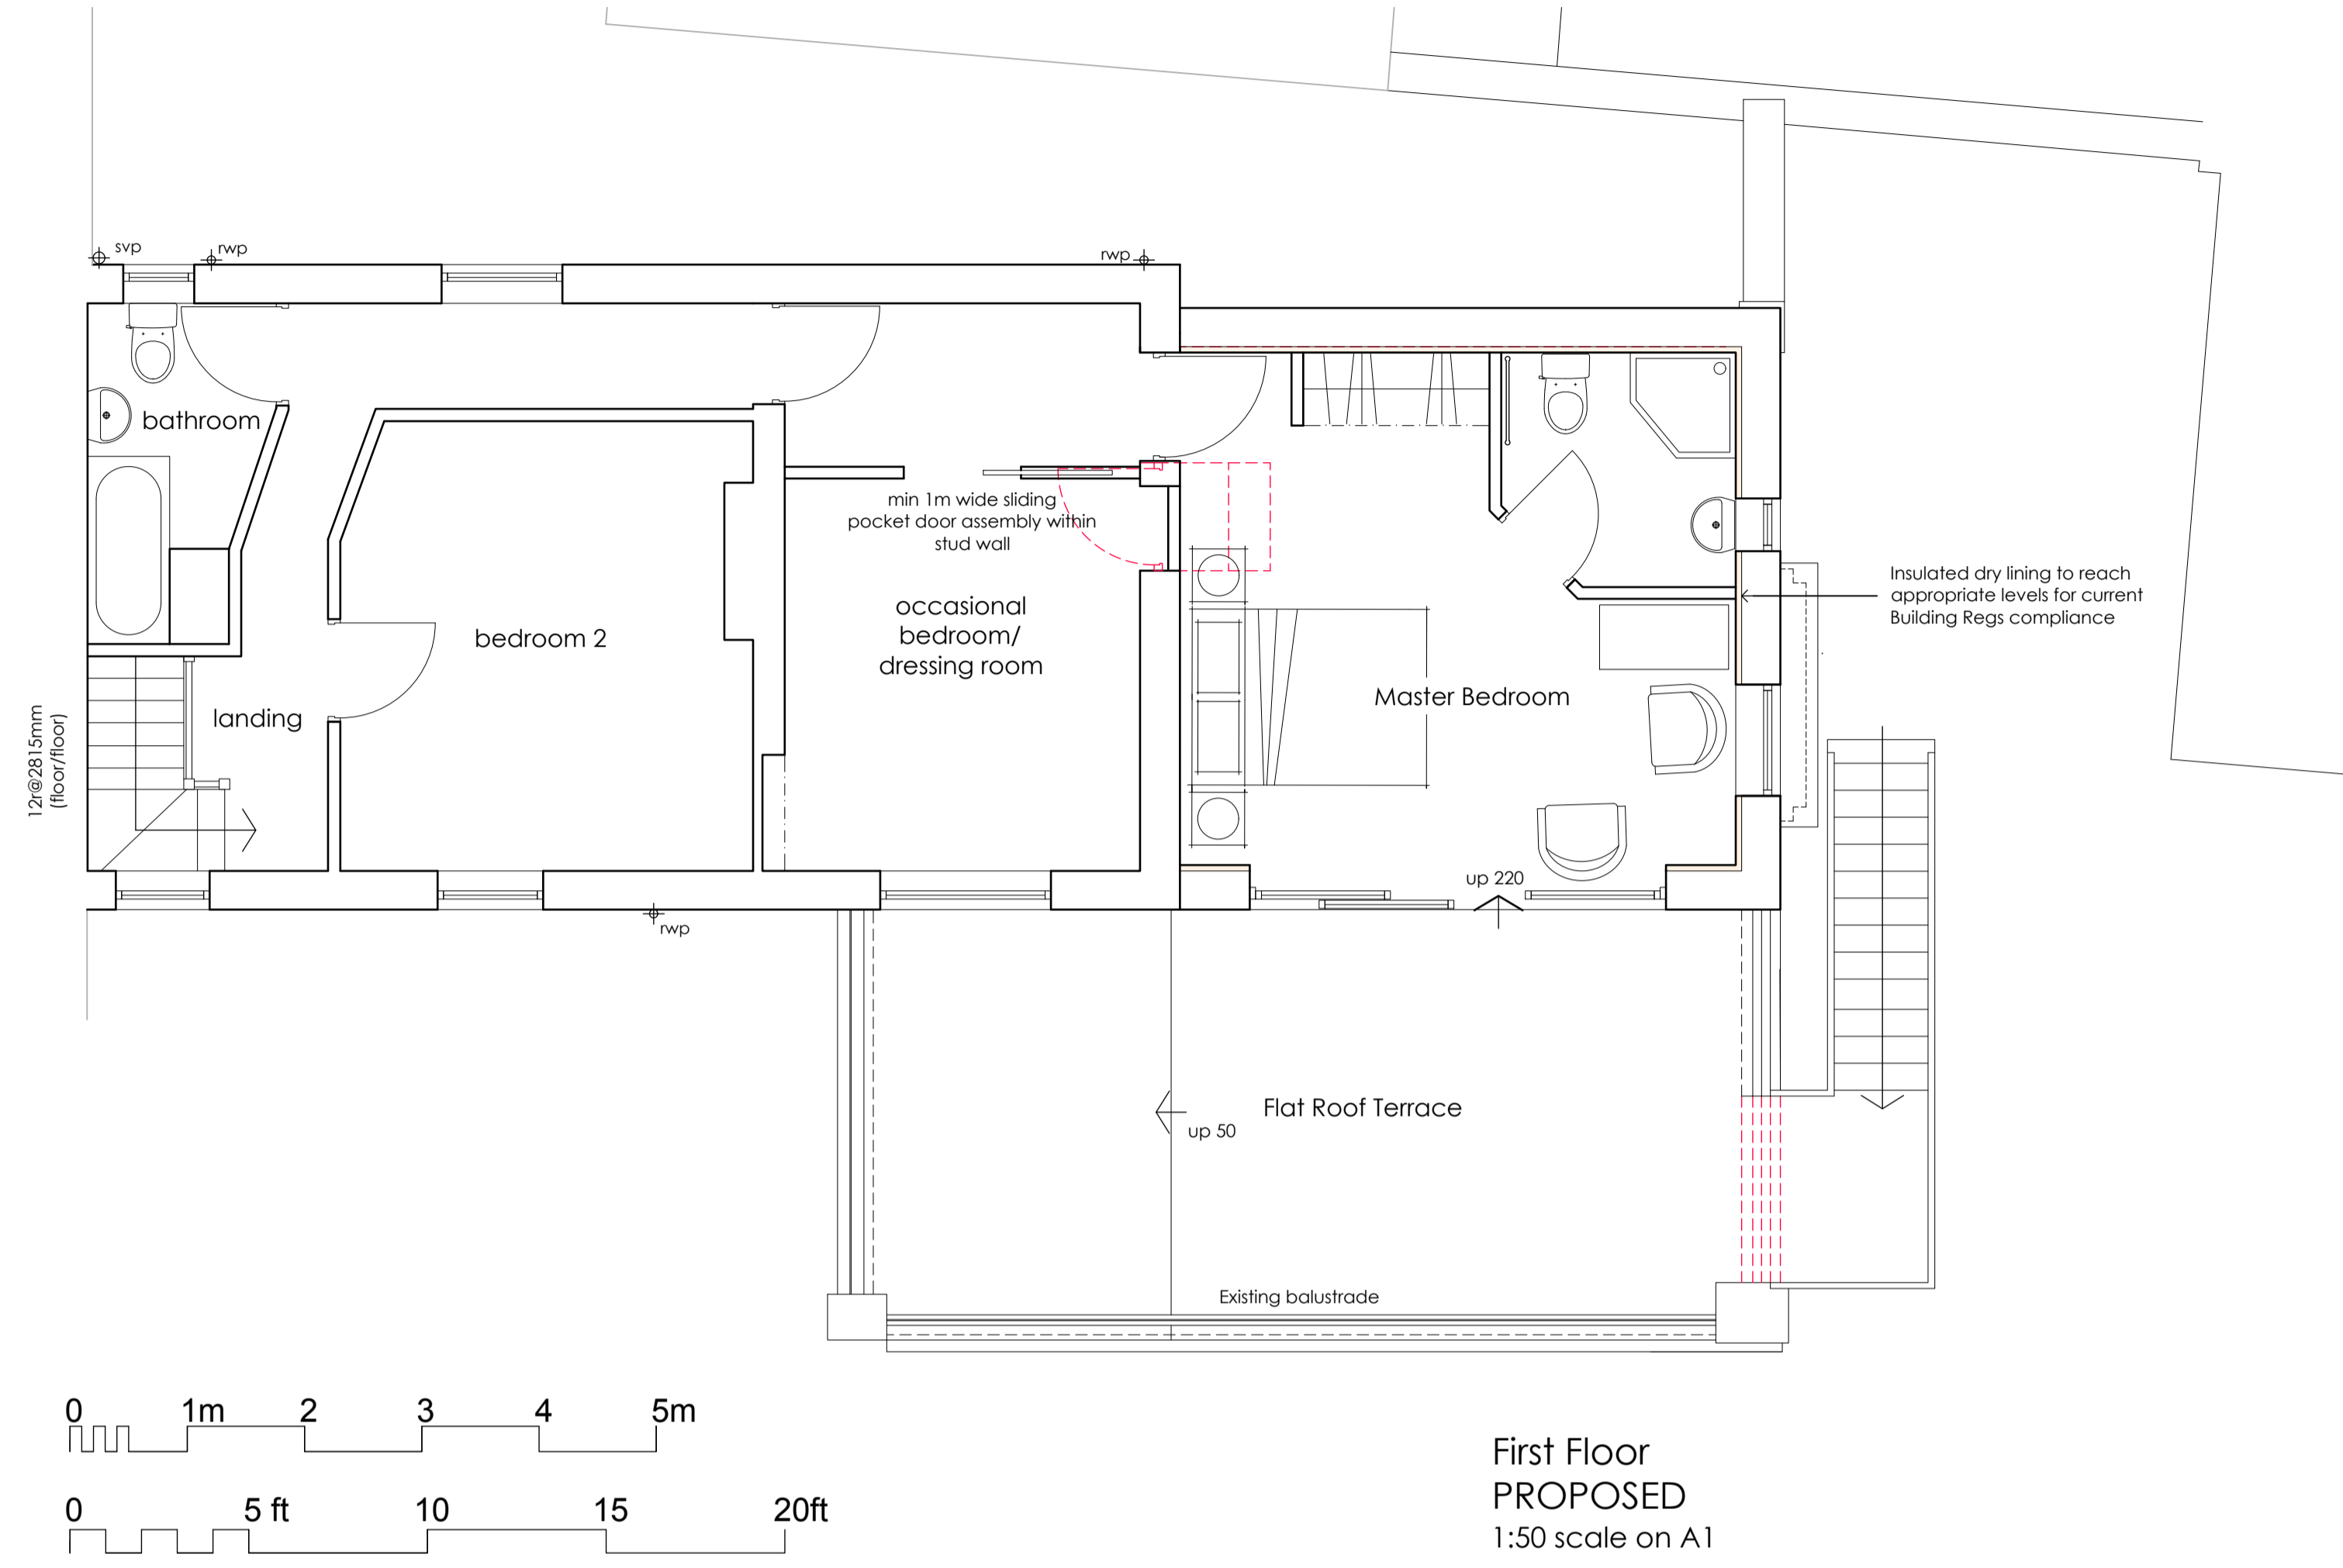 svp
rwp
rwp
bathroom
min 1m wide sliding
pocket door assembly within
stud wall
Insulated dry lining to reach
appropriate levels for current
Building Regs compliance
occasional
bedroom/
dressing room
bedroom 2
Master Bedroom
landing
12r@2815mm
(floor/floor)
up 220
rwp
Flat Roof Terrace
up 50
Existing balustrade
0 1m 2 3 4 5m
0 5 ft 10 15 20ft
First Floor
PROPOSED
1:50 scale on A1